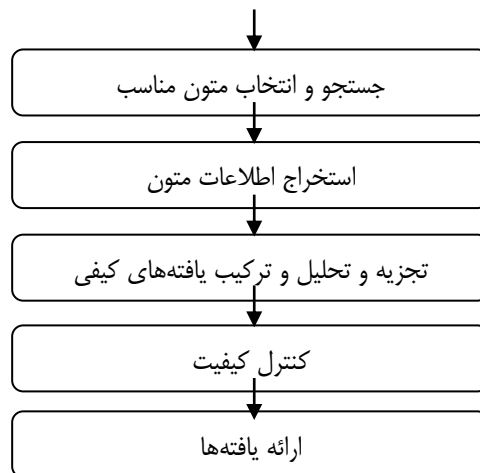 جستجو و انتخاب متون مناسب
استخراج اطلاعات متون
تجزیه و تحلیل و ترکیب یافته‌های کیفی
کنترل کیفیت
ارائه یافته‌ها